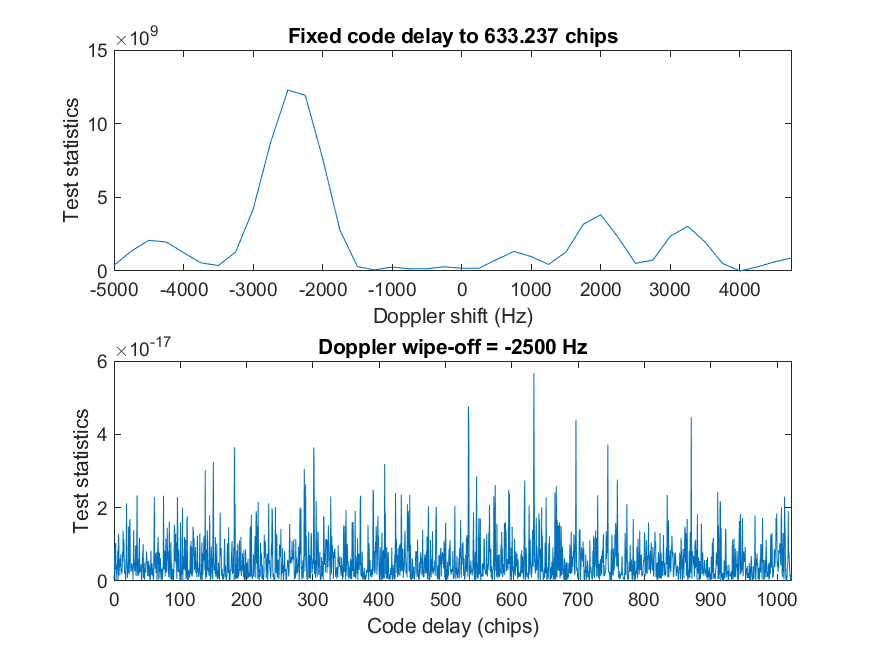 Fixed code delay to 633.237 chips
×10^9
15
10
5
0
Test statistics
-5000 -4000 -3000 -2000 -1000 0 1000 2000 3000 4000
Doppler shift (Hz)
Doppler wipe-off = -2500 Hz
×10^-17
6
4
2
0
Test statistics
0 100 200 300 400 500 600 700 800 900 1000
Code delay (chips)